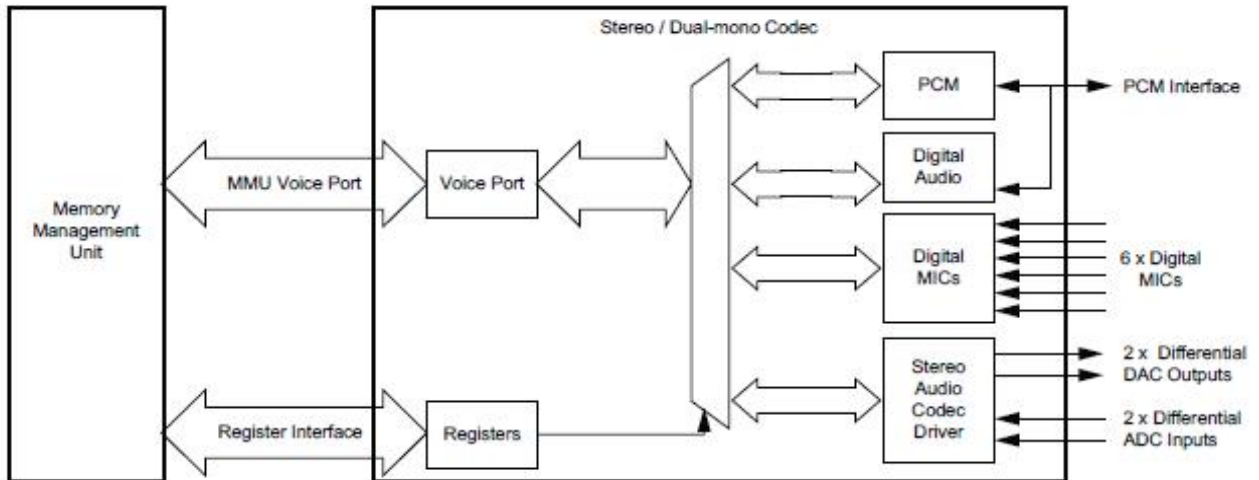 Stereo / Dual-mono Codec
PCM
PCM Interface
Digital
Audio
MMU Voice Port
Voice Port
Memory
Management
Unit
Digital
MICs
6 x Digital
MICs
Stereo
Audio
Codec
Driver
2 x Differential
DAC Outputs
2 x Differential
ADC Inputs
Register Interface
Registers